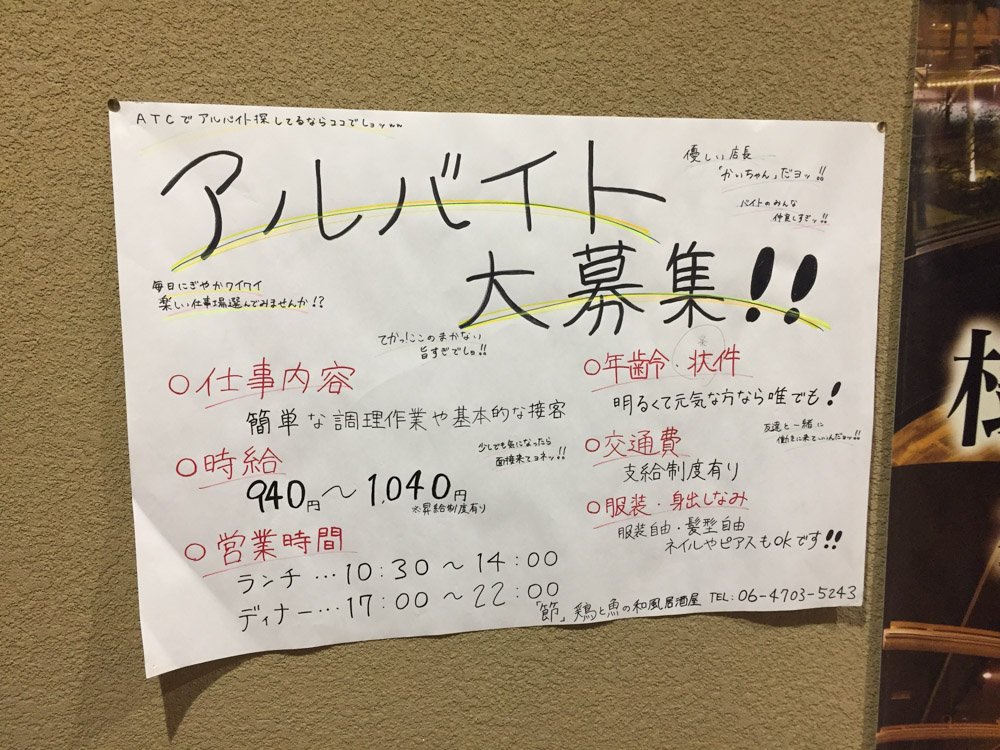 ATCでアルバイト探してるならココでしョッww
アルバイト
大募集!!
優しい店長
「かいちゃん」だヨッ!!
バイトのみんな
仲良しすぎッ!!
毎日にぎやかワイワイ
楽しい仕事場選んでみませんか!?
てかっ!ここのまかない
旨すぎでしョ!!
○仕事内容
簡単な調理作業や基本的な接客
○時給
940円〜1,040円
※昇給制度有り
少しでも気になったら
面接来てョネッ!!
○営業時間
ランチ…10:30〜14:00
ディナー…17:00〜22:00
○年齢・状件
明るくて元気な方なら唯でも!
○交通費
支給制度有り
友達と一緒に
働きに来ていいんだョッ!!
○服装・身出しなみ
服装自由・髪型自由
ネイルやピアスもOKです!!
「節」鶏と魚の和風居酒屋 TEL:06-4703-5243